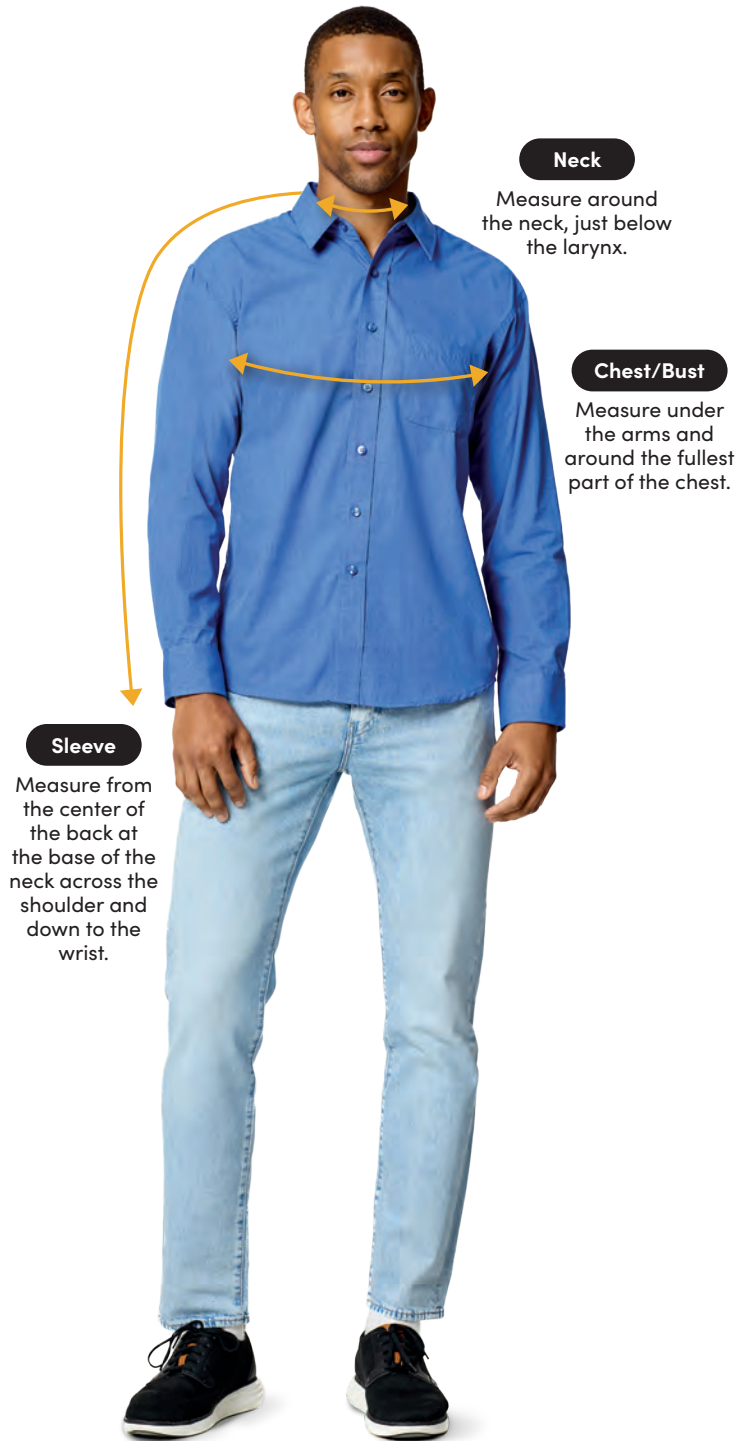 Neck
Measure around
the neck, just below
the larynx.
Chest/Bust
Measure under
the arms and
around the fullest
part of the chest.
Sleeve
Measure from
the center of
the back at
the base of the
neck across the
shoulder and
down to the
wrist.